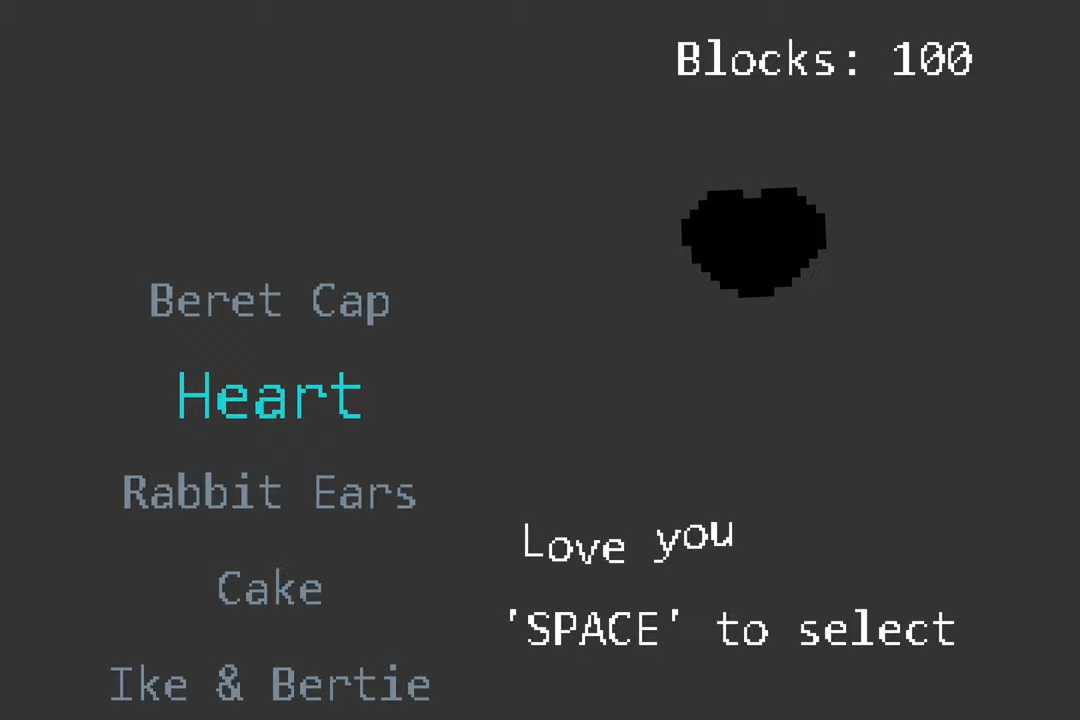 Blocks: 100
Beret Cap
Heart
Rabbit Ears
Cake
Ike & Bertie
Love you
'SPACE' to select